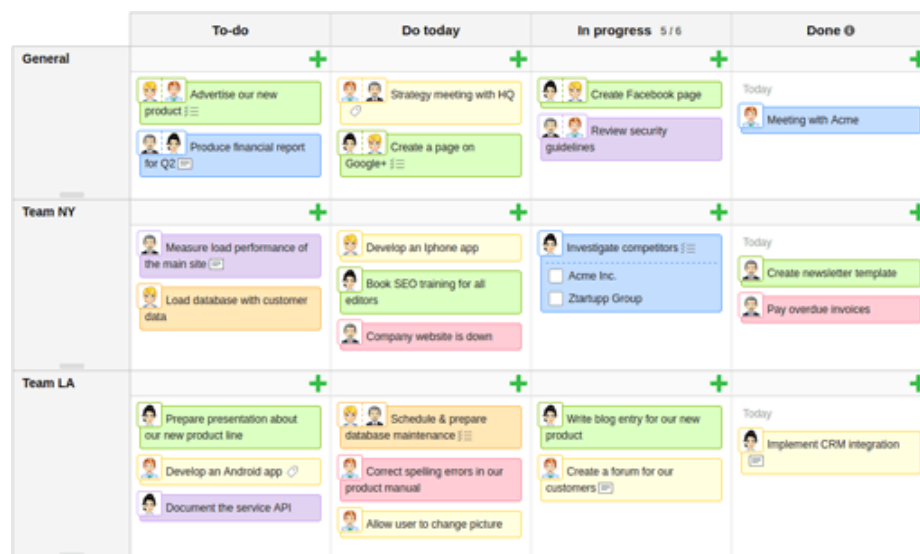 To-do
Do today
In progress 5 / 6
Done
General
Advertise our new
product
Produce financial report
for Q2
Strategy meeting with HQ
Create a page on
Google+
Create Facebook page
Review security
guidelines
Today
Meeting with Acme
Team NY
Measure load performance of
the main site
Load database with customer
data
Develop an Iphone app
Book SEO training for all
editors
Company website is down
Investigate competitors
Acme Inc.
Ztartupp Group
Today
Create newsletter template
Pay overdue invoices
Team LA
Prepare presentation about
our new product line
Develop an Android app
Document the service API
Schedule & prepare
database maintenance
Correct spelling errors in our
product manual
Allow user to change picture
Write blog entry for our new
product
Create a forum for our
customers
Today
Implement CRM integration